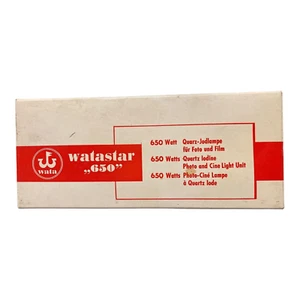 wata
watastar
„650”
650 Watt Quarz-Jodlampe
für Foto und Film
650 Watts Quartz Iodine
Photo and Cine Light Unit
650 Watts Photo-Ciné Lampe
à Quartz Iode